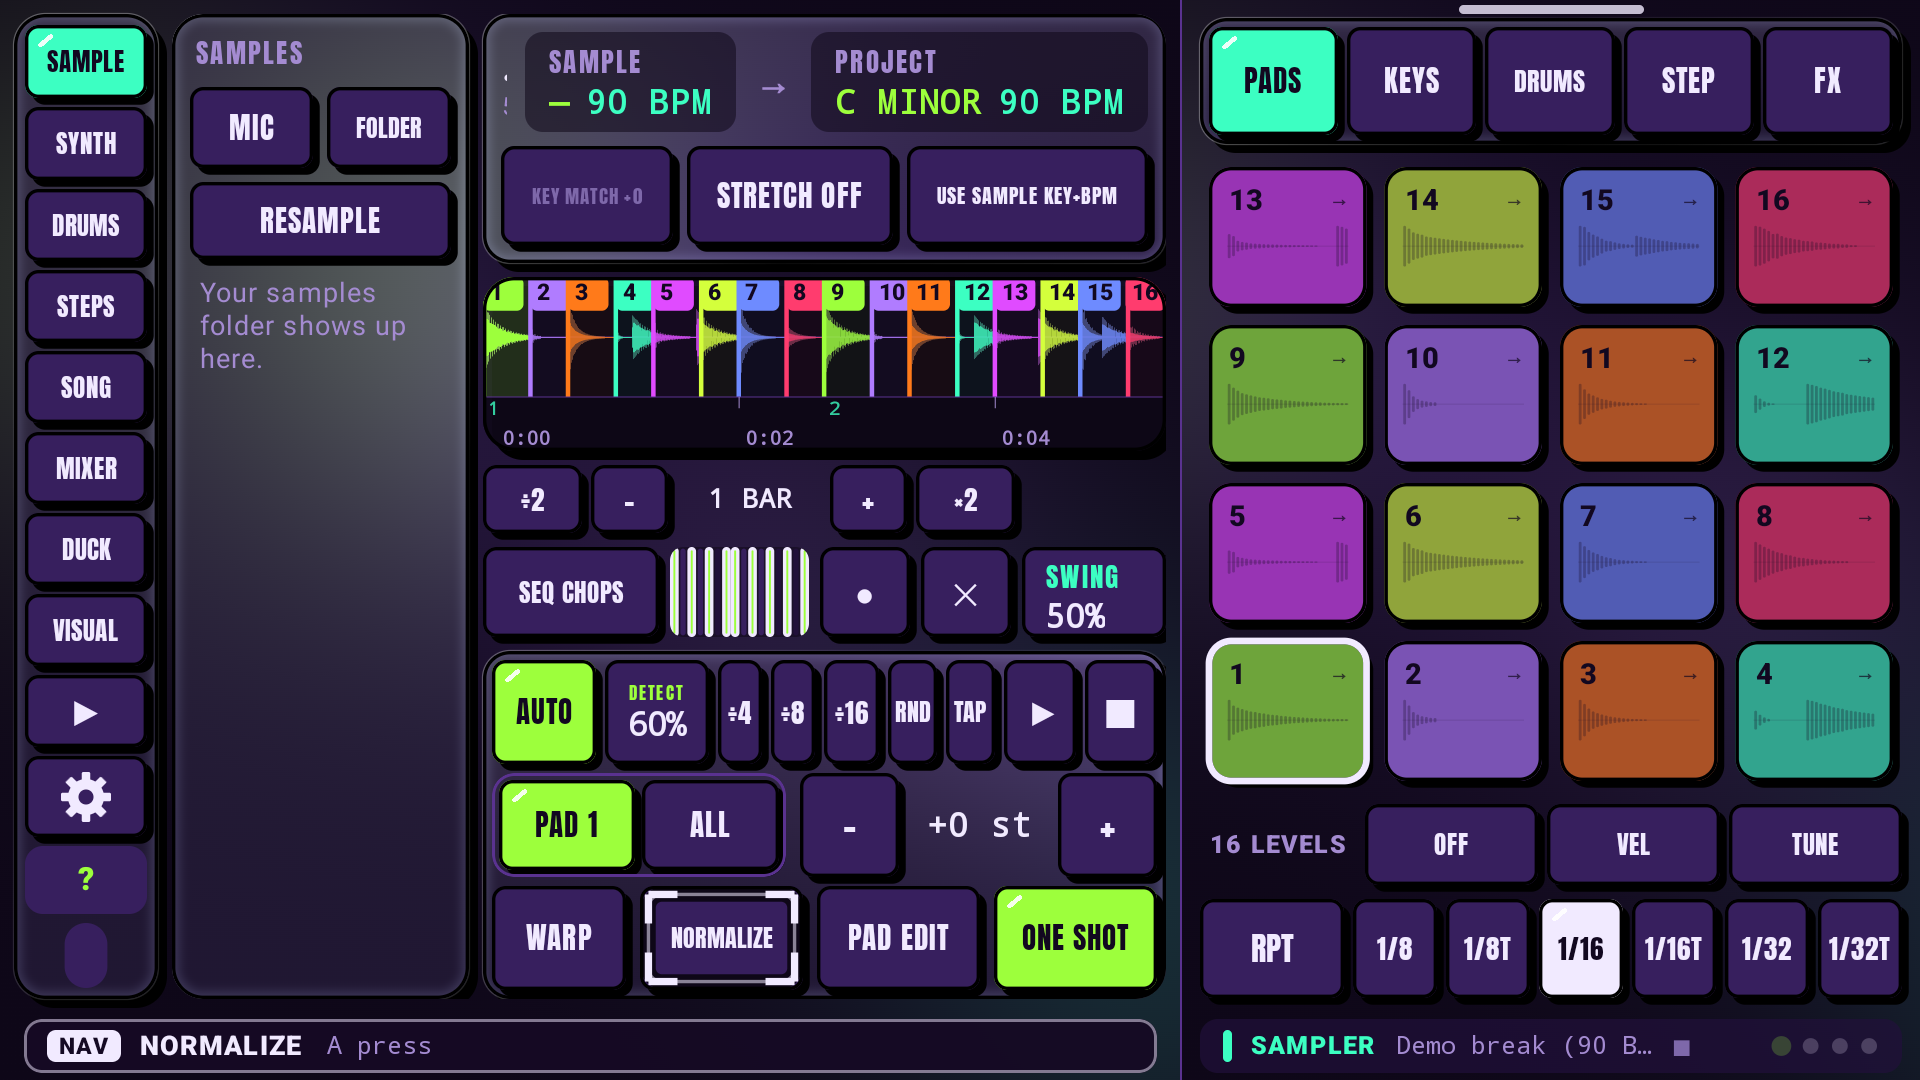 SAMPLE
SYNTH
DRUMS
STEPS
SONG
MIXER
DUCK
VISUAL
?
SAMPLES
MIC
FOLDER
RESAMPLE
Your samples
folder shows up
here.
SAMPLE
– 90 BPM
→
PROJECT
C MINOR 90 BPM
KEY MATCH +0
STRETCH OFF
USE SAMPLE KEY+BPM
1 2 3 4 5 6 7 8 9 10 11 12 13 14 15 16
1 2
0:00 0:02 0:04
÷2 - 1 BAR + ×2
SEQ CHOPS
SWING
50%
AUTO
DETECT
60%
÷4 ÷8 ÷16 RND TAP
PAD 1 ALL - +0 st +
WARP NORMALIZE PAD EDIT ONE SHOT
NAV NORMALIZE A press
PADS KEYS DRUMS STEP FX
13 → 14 → 15 → 16 →
9 → 10 → 11 → 12 →
5 → 6 → 7 → 8 →
1 → 2 → 3 → 4 →
16 LEVELS OFF VEL TUNE
RPT 1/8 1/8T 1/16 1/16T 1/32 1/32T
SAMPLER Demo break (90 B…